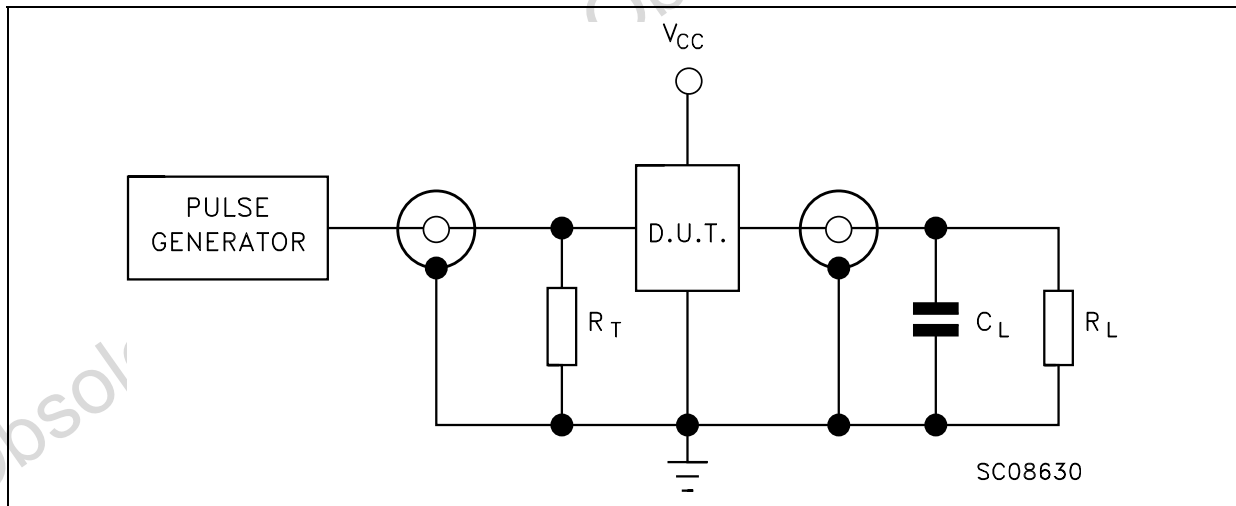 VCC
PULSE
GENERATOR
D.U.T.
RT
CL
RL
SC08630